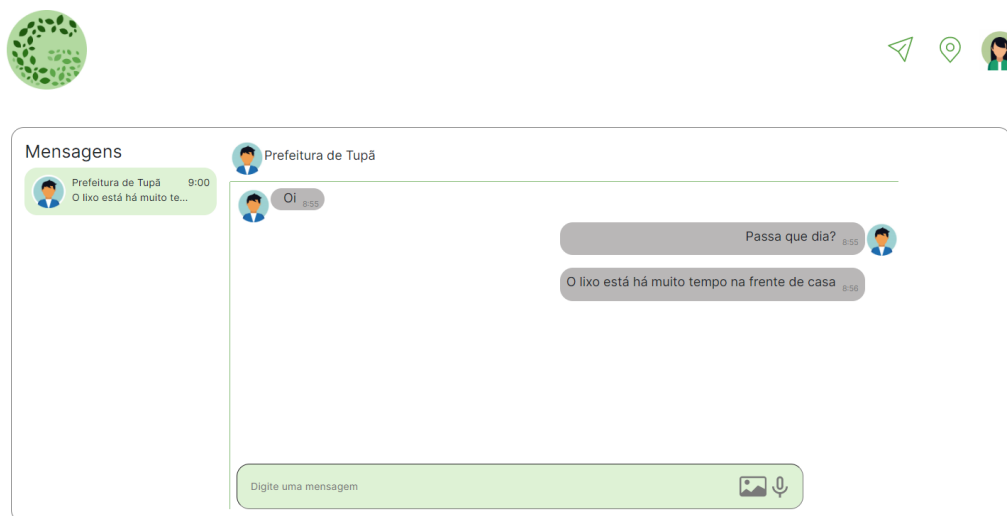 Mensagens
Prefeitura de Tupã 9:00
O lixo está há muito te...
Prefeitura de Tupã
Oi 8:55
Passa que dia? 8:55
O lixo está há muito tempo na frente de casa 8:56
Digite uma mensagem